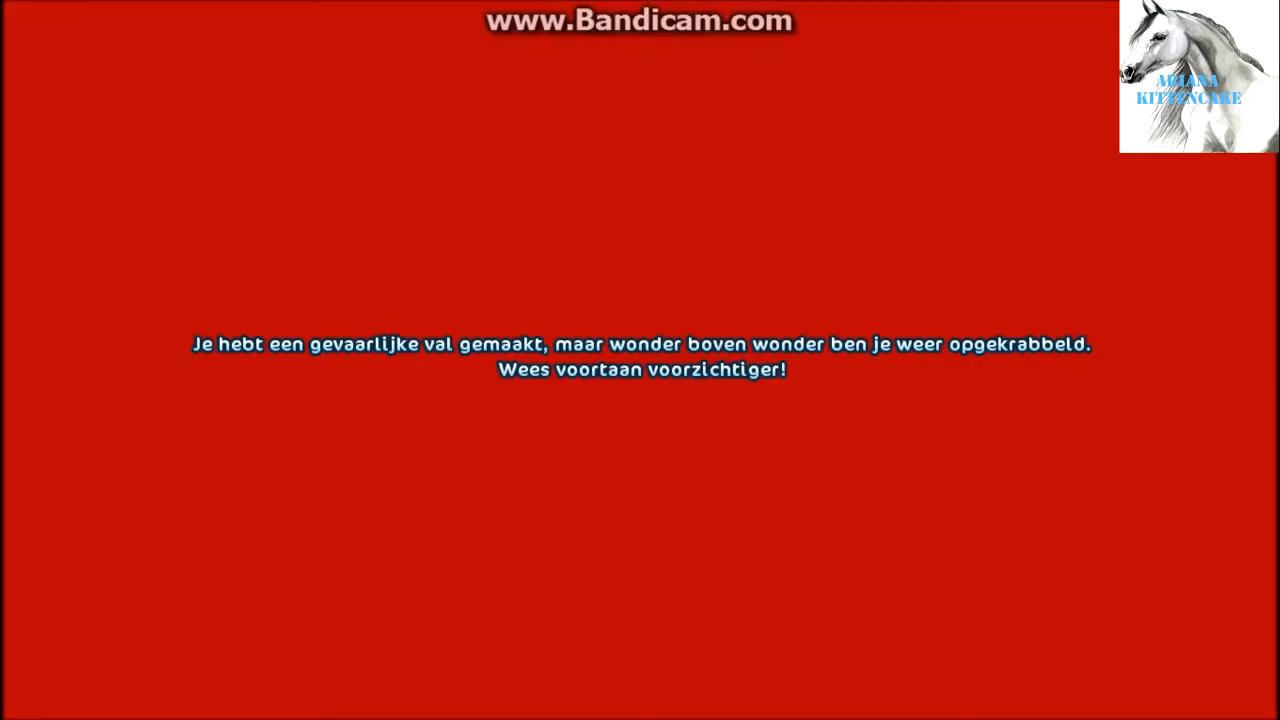 www.Bandicam.com
ARIANA
KITTENCAKE
Je hebt een gevaarlijke val gemaakt, maar wonder boven wonder ben je weer opgekrabbeld.
Wees voortaan voorzichtiger!